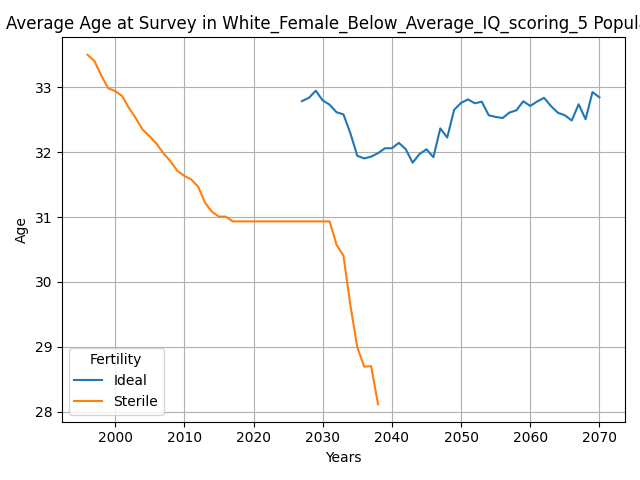 Average Age at Survey in White_Female_Below_Average_IQ_scoring_5 Popul
33
32
31
30
29
28
Age
Fertility
Ideal
Sterile
2000 2010 2020 2030 2040 2050 2060 2070
Years